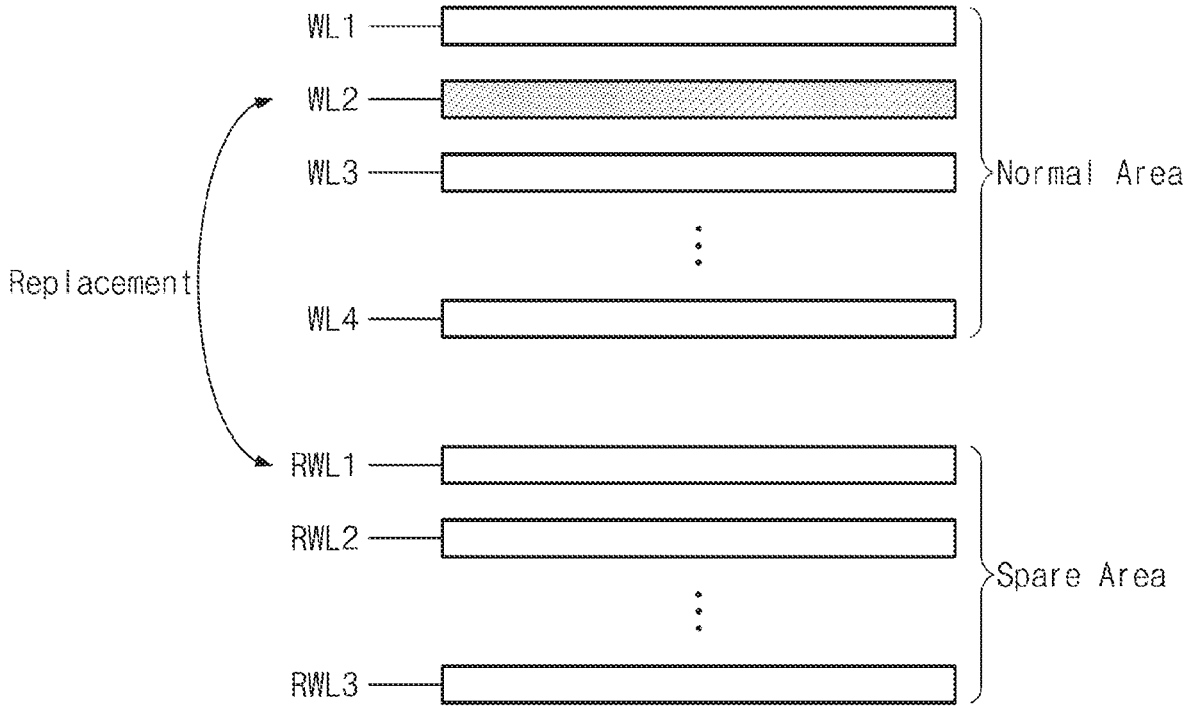 WL1
WL2
WL3
Normal Area
Replacement
WL4
RWL1
RWL2
Spare Area
RWL3